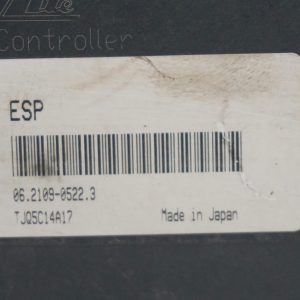 Controller
ESP
06.2109-0522.3
TJQ5C14A17
Made in Japan